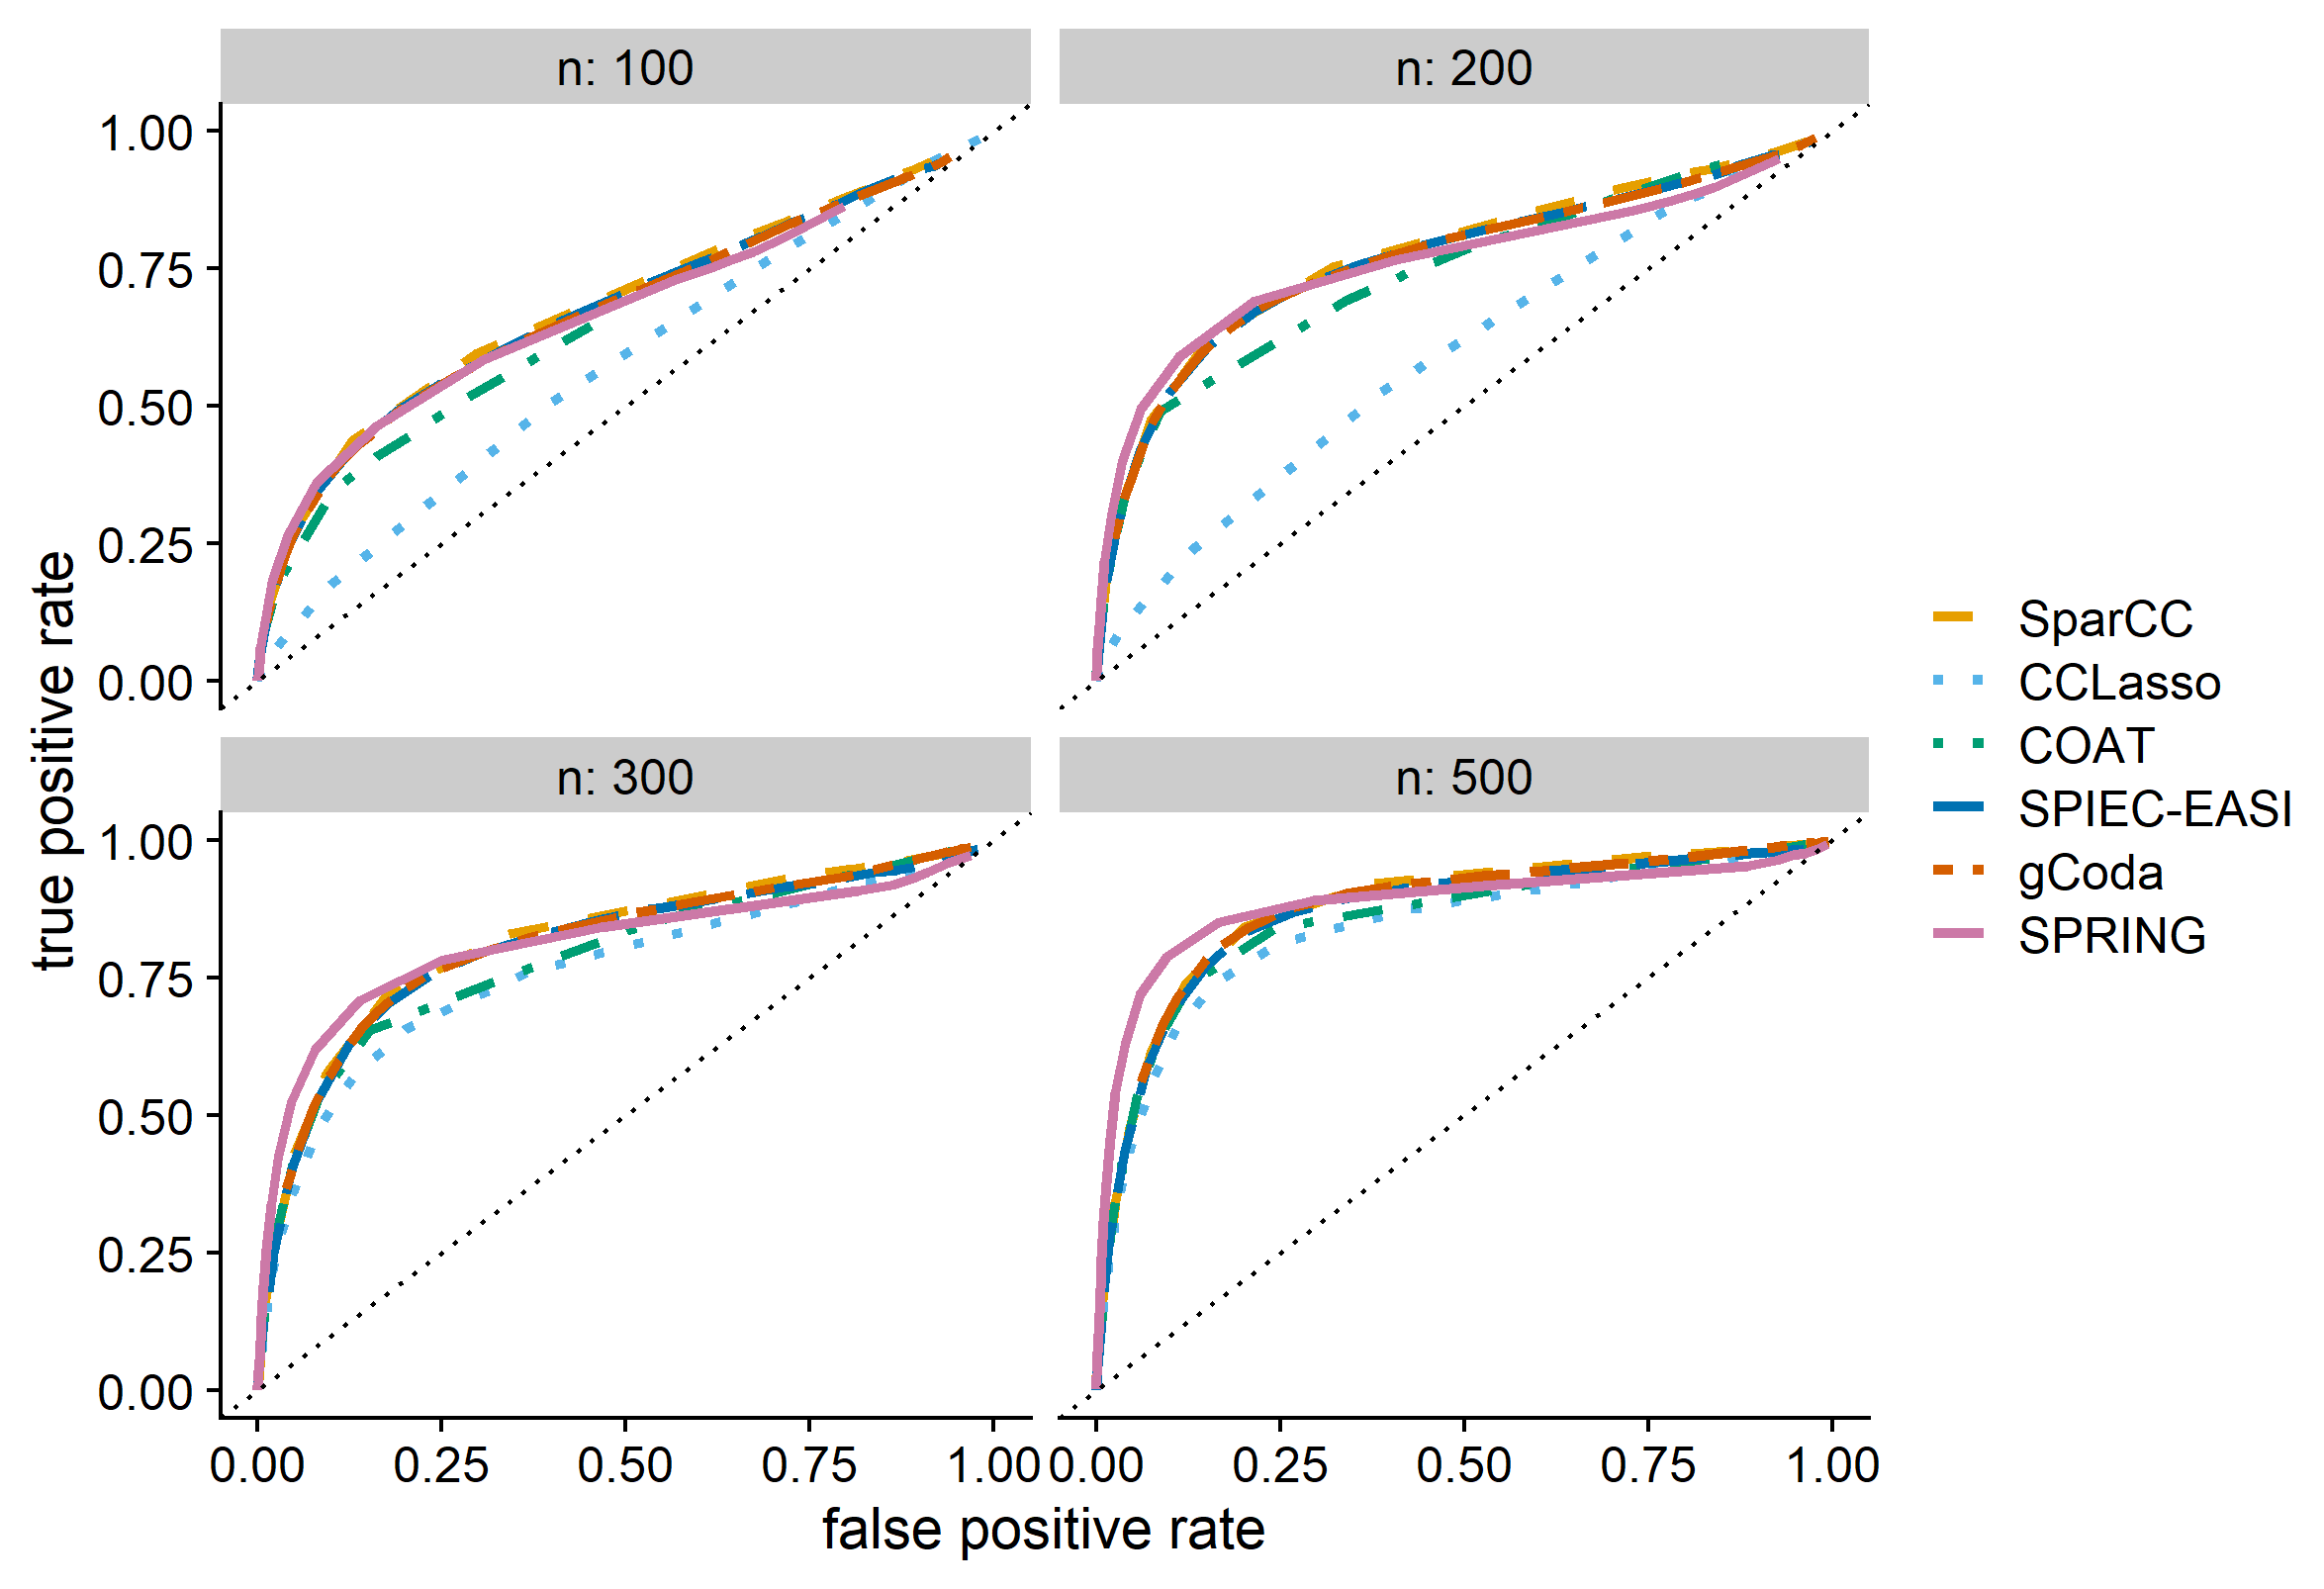 n: 100
n: 200
1.00
0.75
0.50
0.25
0.00
true positive rate
n: 300
n: 500
1.00
0.75
0.50
0.25
0.00
0.00 0.25 0.50 0.75 1.00
0.00 0.25 0.50 0.75 1.00
false positive rate
SparCC
CCLasso
COAT
SPIEC-EASI
gCoda
SPRING